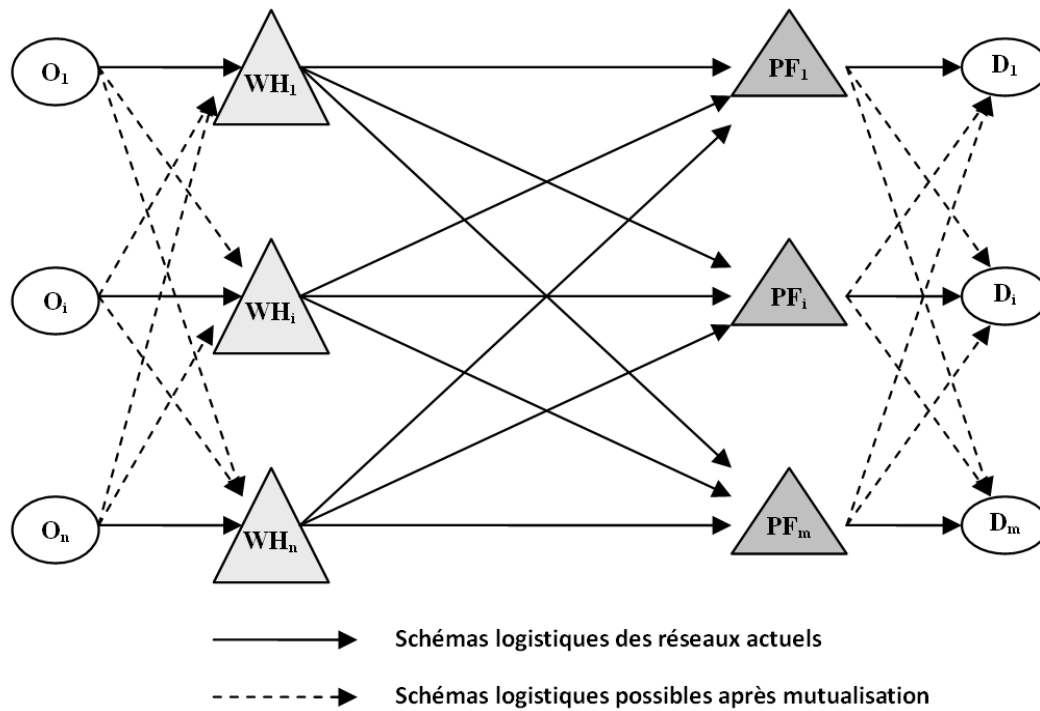 O₁ WH₁ PF₁ D₁
Oᵢ WHᵢ PFᵢ Dᵢ
Oₙ WHₙ PFₘ Dₘ
Schémas logistiques des réseaux actuels
Schémas logistiques possibles après mutualisation